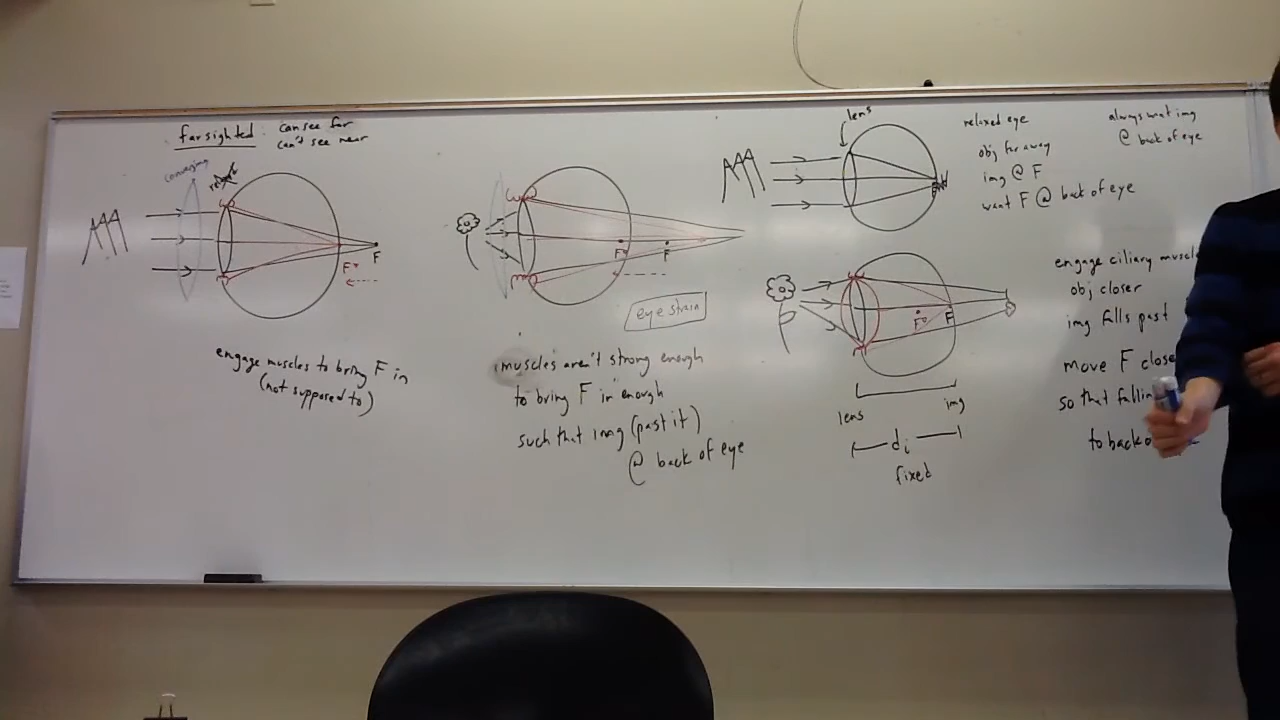 farsighted : can see far
can't see near
converging
F
F
engage muscles to bring F in
(not supposed to)
F
F
eye strain
muscles aren't strong enough
to bring F in enough
such that img (past it)
@ back of eye
lens
relaxed eye
obj far away
img @ F
want F @ back of eye
always want img
@ back of eye
F
F
lens
img
di
fixed
engage ciliary muscle
obj closer
img falls past
move F close
so that fallin
to back o